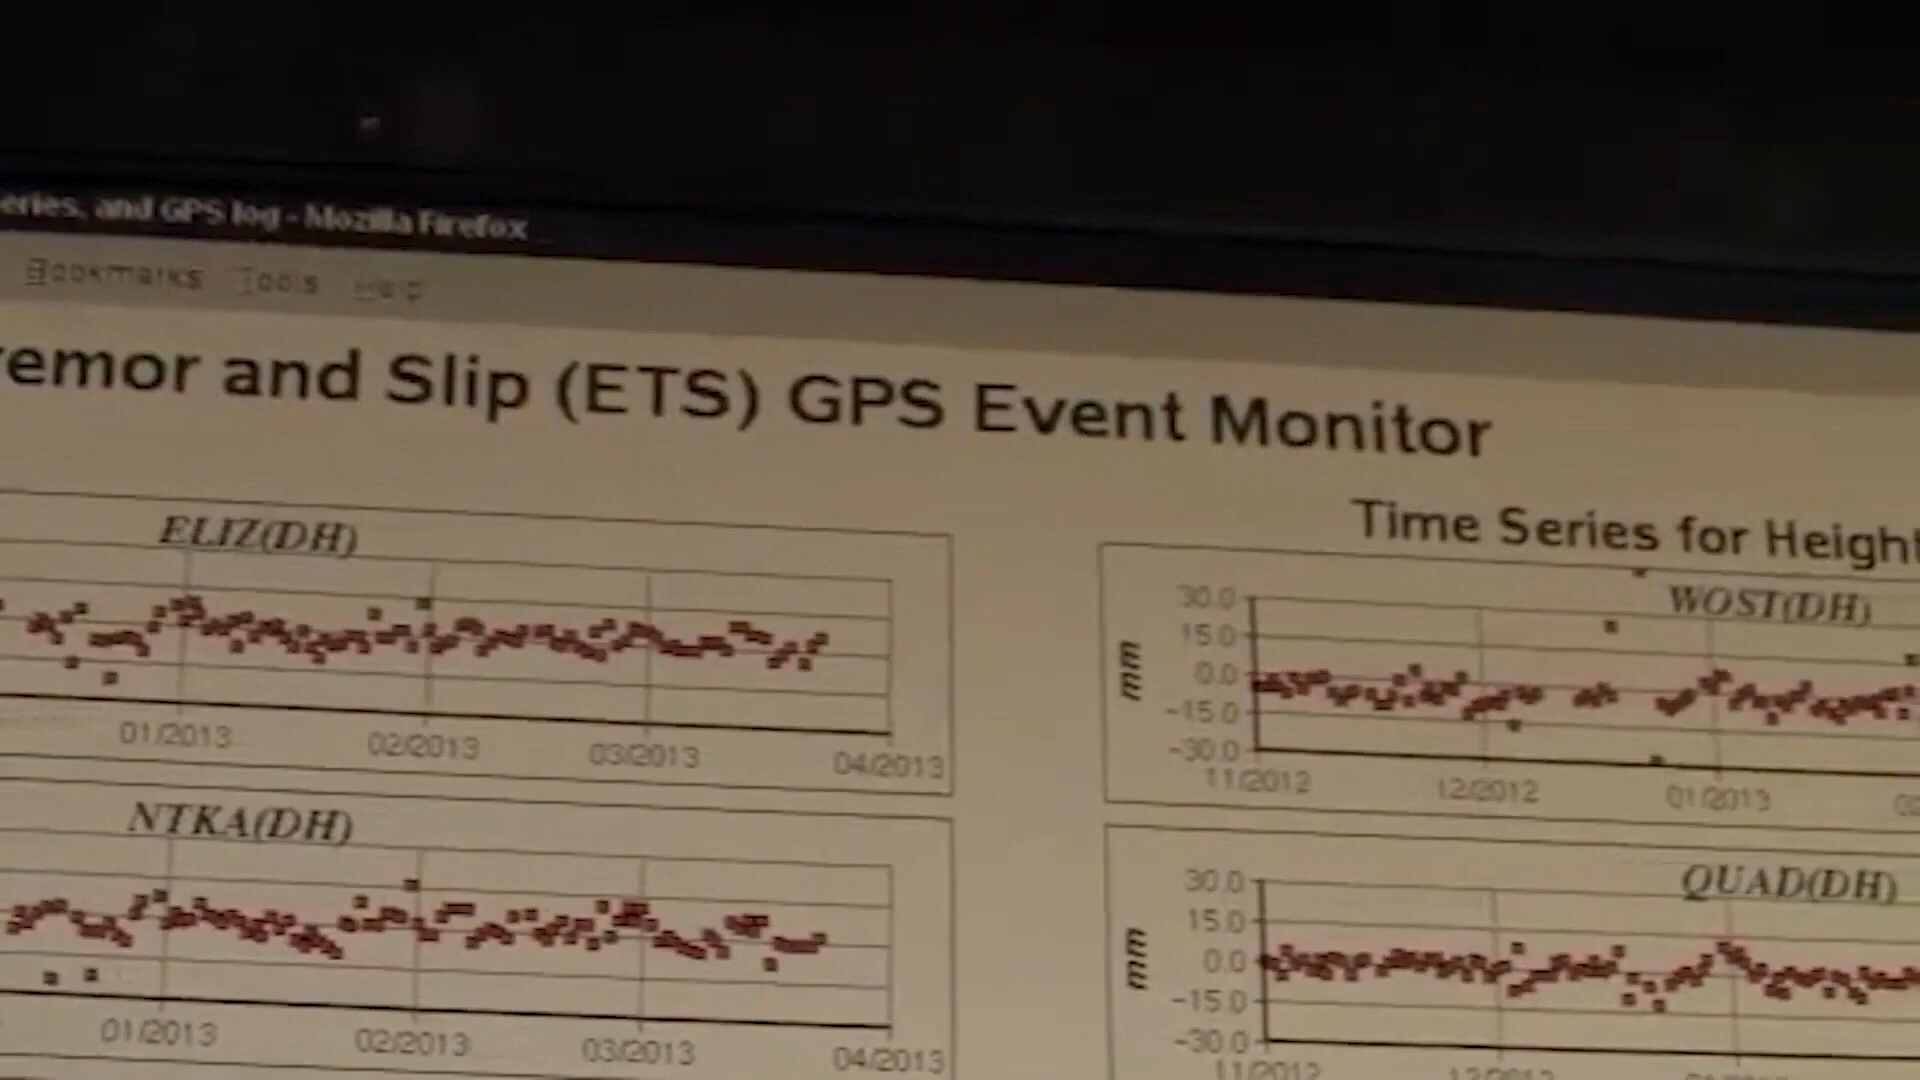 eries, and GPS log - Mozilla Firefox
Bookmarks Tools Help
remor and Slip (ETS) GPS Event Monitor
ELIZ(DH)
01/2013 02/2013 03/2013 04/2013
NTKA(DH)
01/2013 02/2013 03/2013 04/2013
Time Series for Height
WOST(DH)
mm
30.0
15.0
0.0
-15.0
-30.0
11/2012 12/2012 01/2013
QUAD(DH)
mm
30.0
15.0
0.0
-15.0
-30.0
11/2012